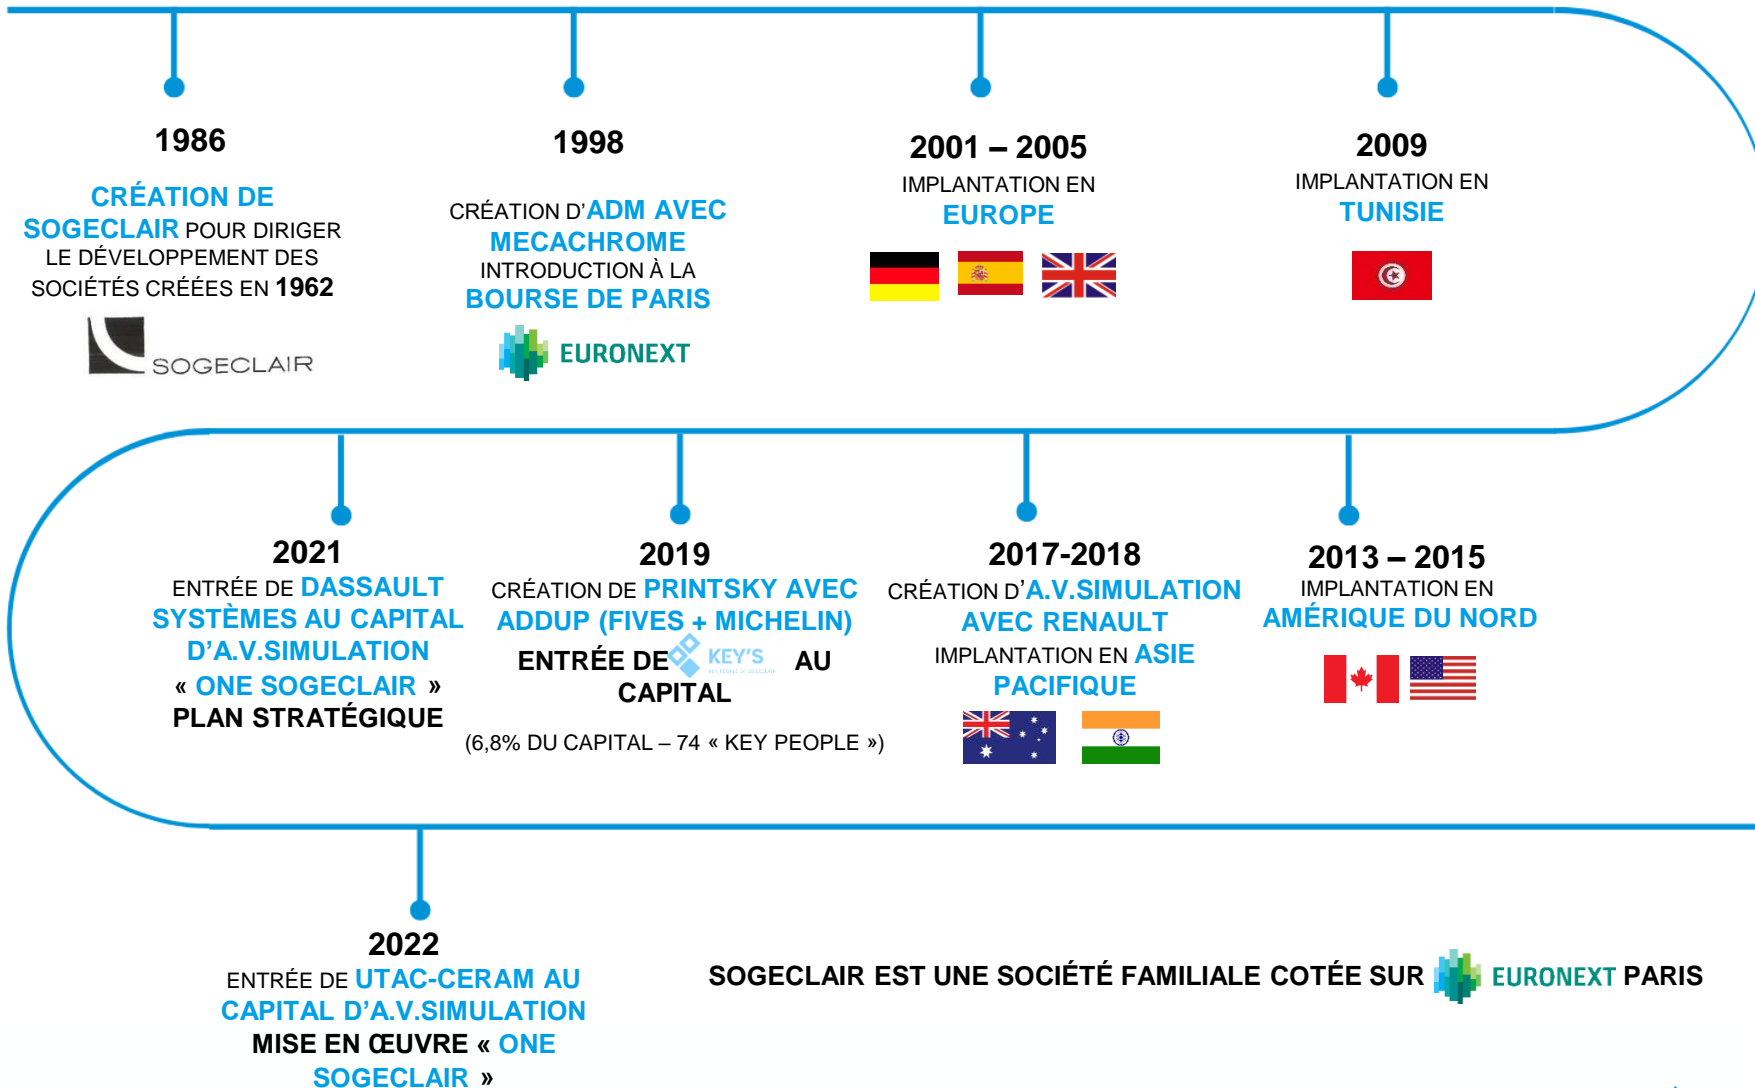 1986
CRÉATION DE
SOGECLAIR POUR DIRIGER
LE DÉVELOPPEMENT DES
SOCIÉTÉS CRÉÉES EN 1962
SOGECLAIR
1998
CRÉATION D'ADM AVEC
MECACHROME
INTRODUCTION À LA
BOURSE DE PARIS
EURONEXT
2001 – 2005
IMPLANTATION EN
EUROPE
2009
IMPLANTATION EN
TUNISIE
2021
ENTRÉE DE DASSAULT
SYSTÈMES AU CAPITAL
D'A.V.SIMULATION
« ONE SOGECLAIR »
PLAN STRATÉGIQUE
2019
CRÉATION DE PRINTSKY AVEC
ADDUP (FIVES + MICHELIN)
ENTRÉE DE KEY'S AU
CAPITAL
(6,8% DU CAPITAL – 74 « KEY PEOPLE »)
2017-2018
CRÉATION D'A.V.SIMULATION
AVEC RENAULT
IMPLANTATION EN ASIE
PACIFIQUE
2013 – 2015
IMPLANTATION EN
AMÉRIQUE DU NORD
2022
ENTRÉE DE UTAC-CERAM AU
CAPITAL D'A.V.SIMULATION
MISE EN ŒUVRE « ONE
SOGECLAIR »
SOGECLAIR EST UNE SOCIÉTÉ FAMILIALE COTÉE SUR EURONEXT PARIS